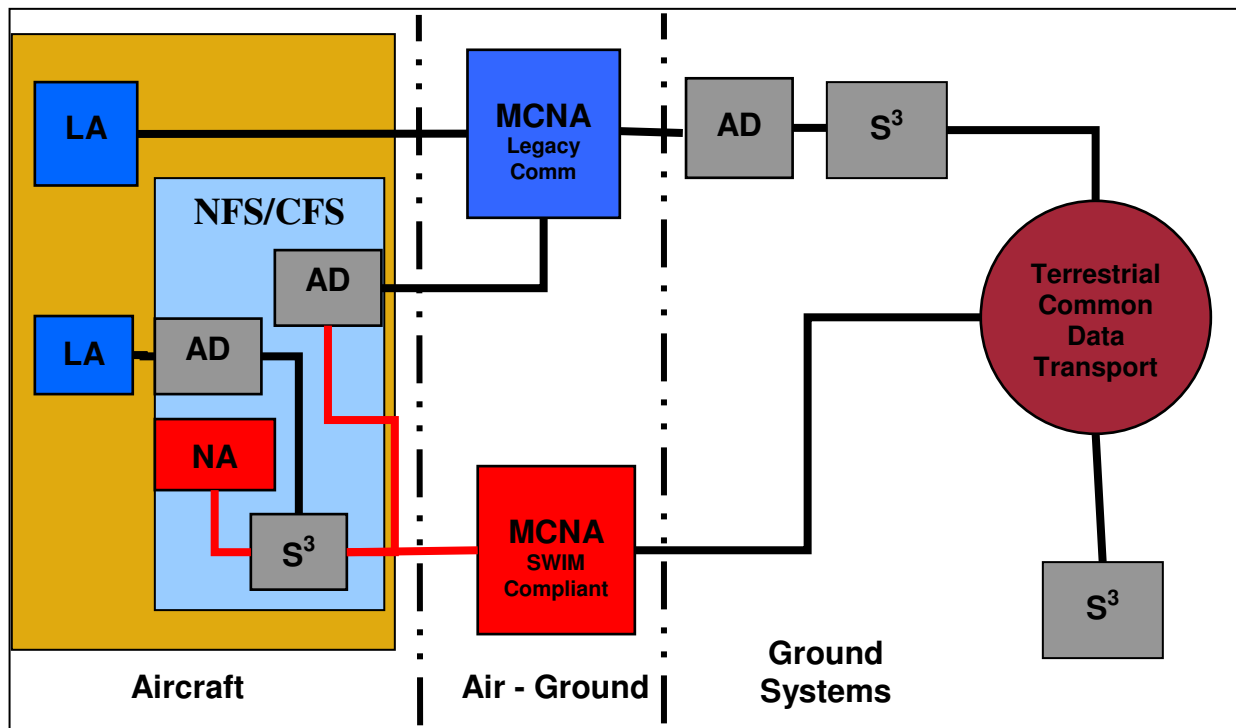 LA
MCNA
Legacy
Comm
AD
S³
NFS/CFS
AD
Terrestrial
Common
Data
Transport
LA
AD
NA
S³
MCNA
SWIM
Compliant
S³
Aircraft
Air - Ground
Ground
Systems